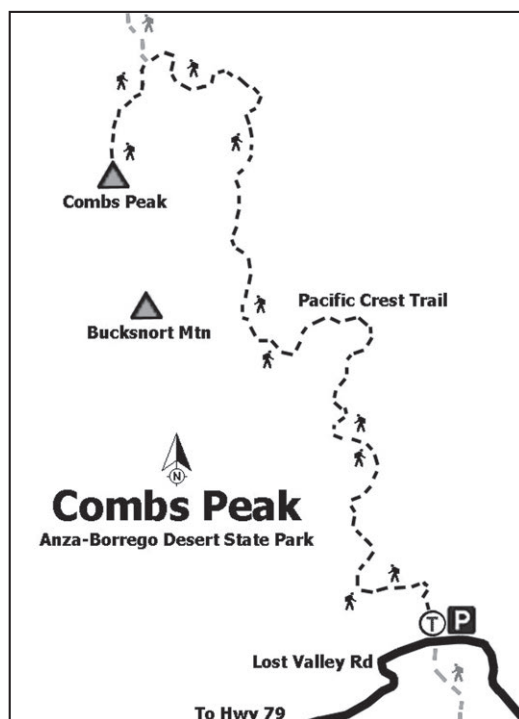 Combs Peak
Pacific Crest Trail
Bucksnort Mtn
N
Combs Peak
Anza-Borrego Desert State Park
T P
Lost Valley Rd
To Hwy 79